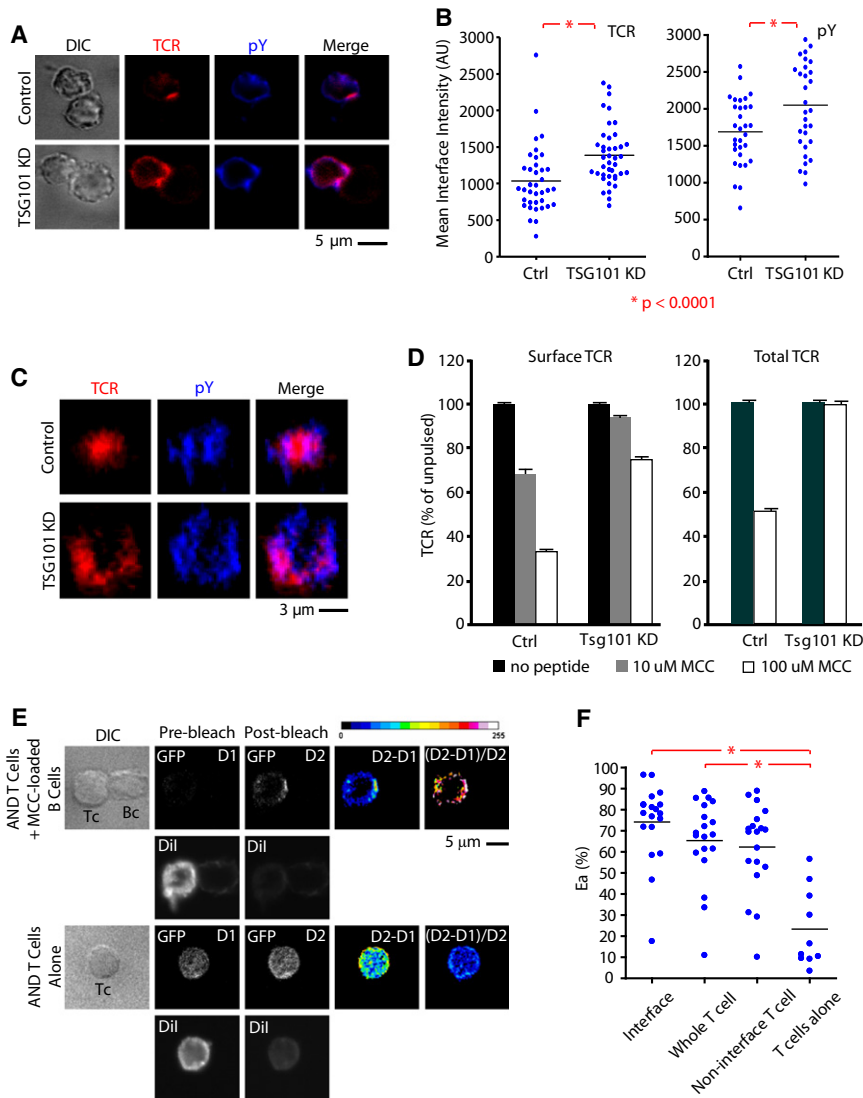 A
DIC TCR pY Merge
Control
TSG101 KD
5 µm
B
Mean Interface Intensity (AU)
TCR
*
3000
2500
2000
1500
1000
500
0
Ctrl TSG101 KD
pY
*
3000
2500
2000
1500
1000
500
0
Ctrl TSG101 KD
* p < 0.0001
C
TCR pY Merge
Control
TSG101 KD
3 µm
D
TCR (% of unpulsed)
Surface TCR
120
100
80
60
40
20
0
Ctrl Tsg101 KD
Total TCR
120
100
80
60
40
20
0
Ctrl Tsg101 KD
no peptide 10 uM MCC 100 uM MCC
E
DIC Pre-bleach Post-bleach
0 255
AND T Cells
+ MCC-loaded
B Cells
Tc Bc
GFP D1
GFP D2
D2-D1
(D2-D1)/D2
5 µm
DiI
DiI
AND T Cells
Alone
Tc
GFP D1
GFP D2
D2-D1
(D2-D1)/D2
DiI
DiI
F
*
*
Ea (%)
100
90
80
70
60
50
40
30
20
10
0
Interface
Whole T cell
Non-interface T cell
T cells alone